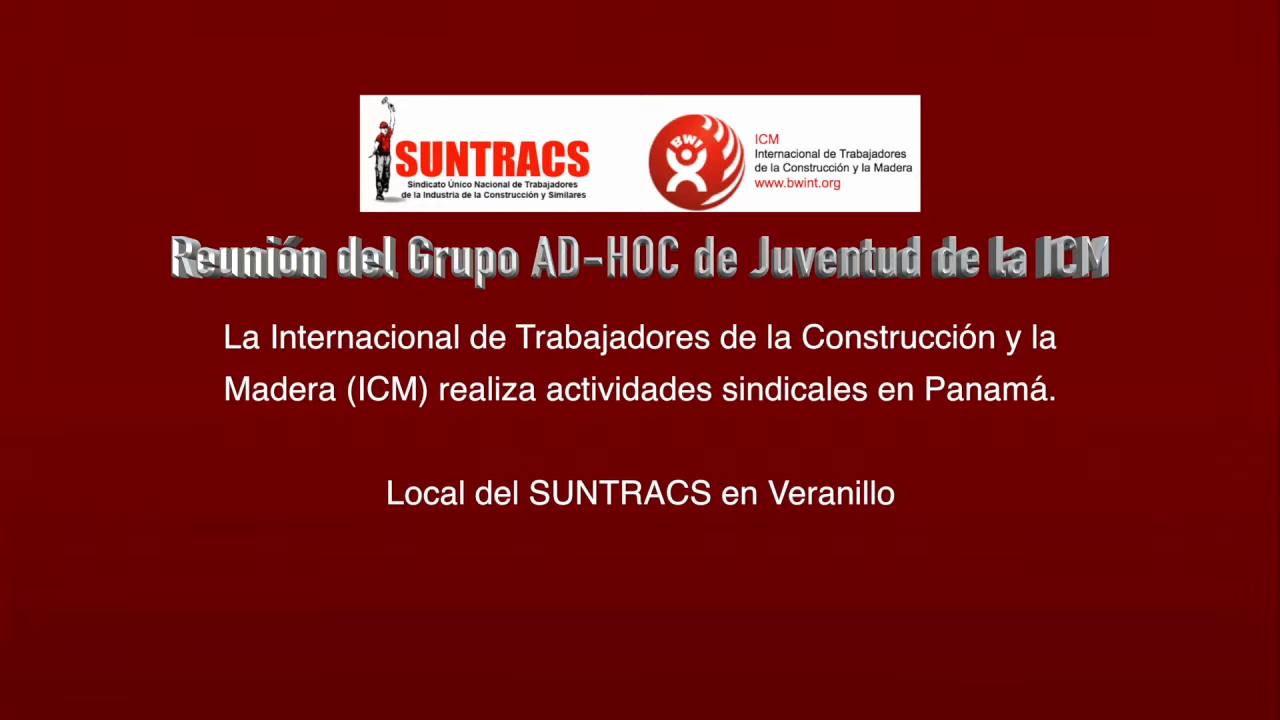 SUNTRACS
Sindicato Único Nacional de Trabajadores
de la Industria de la Construcción y Similares
BWI
ICM
Internacional de Trabajadores
de la Construcción y la Madera
www.bwint.org
Reunión del Grupo AD-HOC de Juventud de la ICM
La Internacional de Trabajadores de la Construcción y la
Madera (ICM) realiza actividades sindicales en Panamá.
Local del SUNTRACS en Veranillo